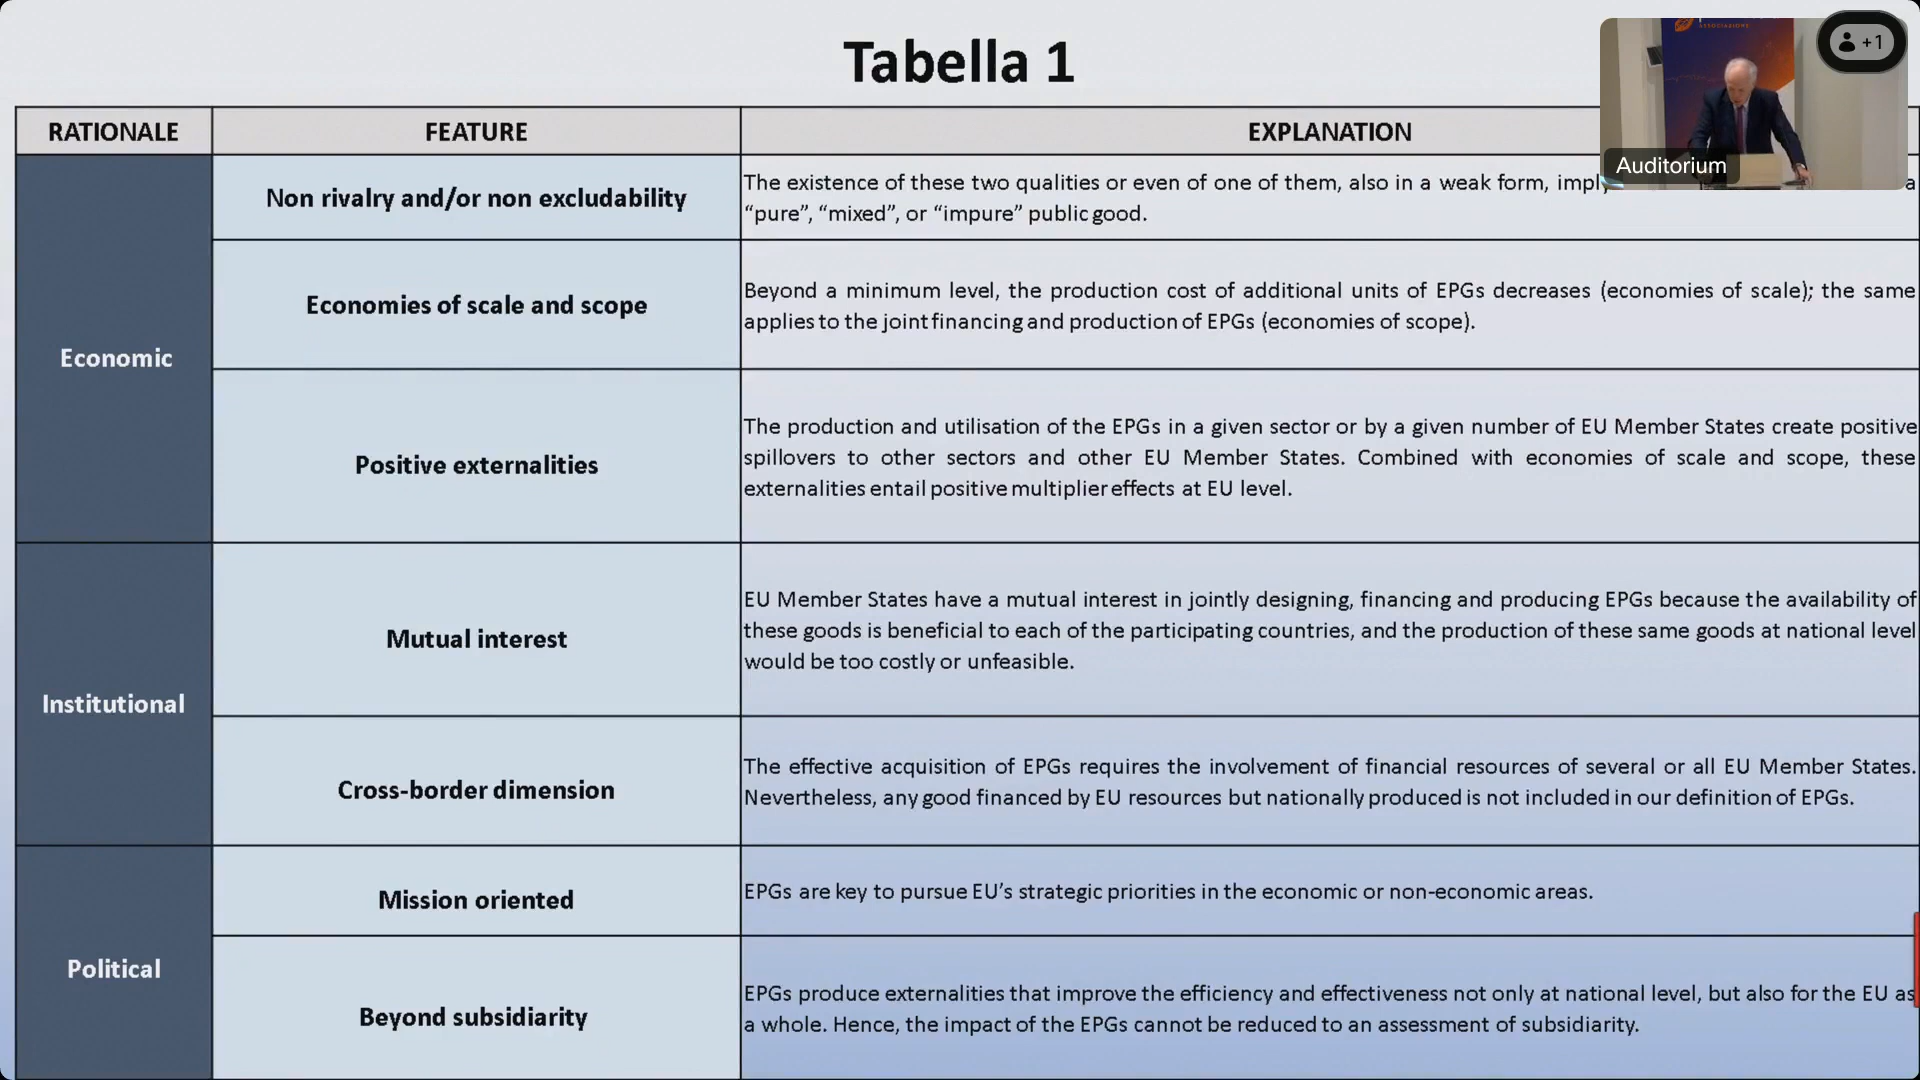 Tabella 1
+1
ASSOCIAZIONE
Auditorium
RATIONALE
FEATURE
EXPLANATION
Economic
Non rivalry and/or non excludability
The existence of these two qualities or even of one of them, also in a weak form, a
“pure”, “mixed”, or “impure” public good.
Economies of scale and scope
Beyond a minimum level, the production cost of additional units of EPGs decreases (economies of scale); the same
applies to the joint financing and production of EPGs (economies of scope).
Positive externalities
The production and utilisation of the EPGs in a given sector or by a given number of EU Member States create positive
spillovers to other sectors and other EU Member States. Combined with economies of scale and scope, these
externalities entail positive multiplier effects at EU level.
Institutional
Mutual interest
EU Member States have a mutual interest in jointly designing, financing and producing EPGs because the availability of
these goods is beneficial to each of the participating countries, and the production of these same goods at national level
would be too costly or unfeasible.
Cross-border dimension
The effective acquisition of EPGs requires the involvement of financial resources of several or all EU Member States.
Nevertheless, any good financed by EU resources but nationally produced is not included in our definition of EPGs.
Political
Mission oriented
EPGs are key to pursue EU’s strategic priorities in the economic or non-economic areas.
Beyond subsidiarity
EPGs produce externalities that improve the efficiency and effectiveness not only at national level, but also for the EU as
a whole. Hence, the impact of the EPGs cannot be reduced to an assessment of subsidiarity.